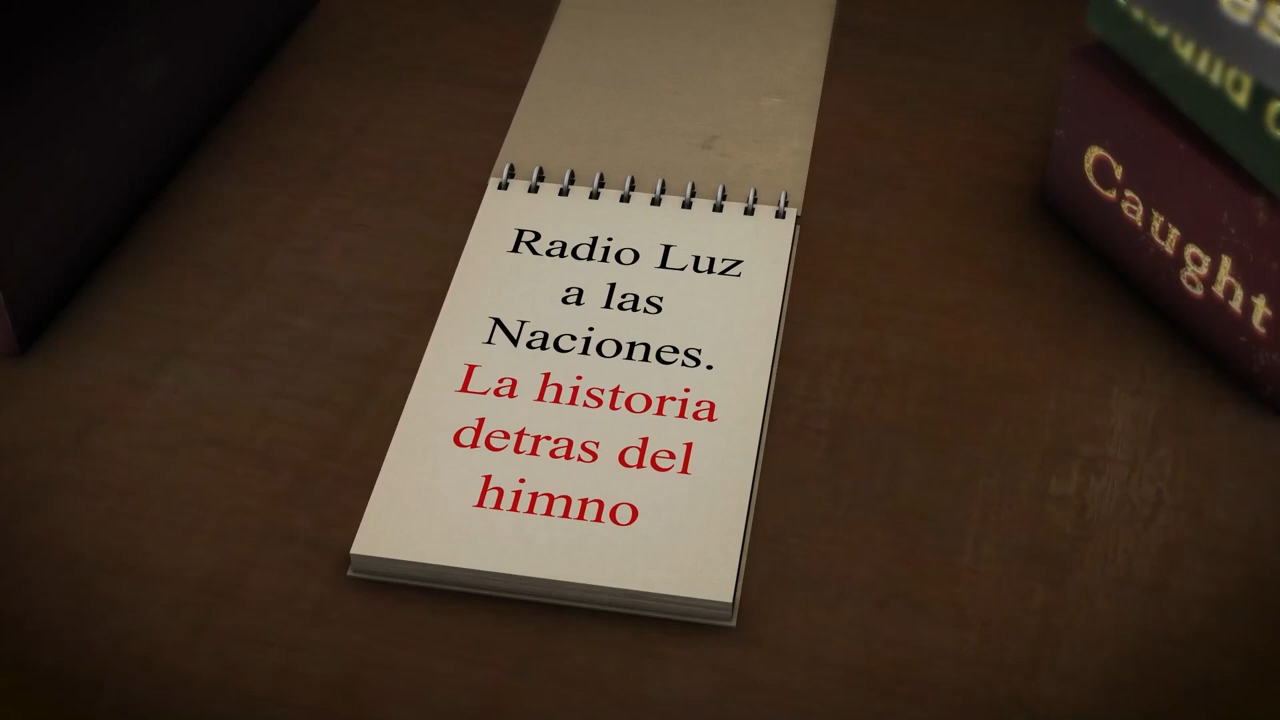 Radio Luz
a las
Naciones.
La historia
detras del
himno
Caught